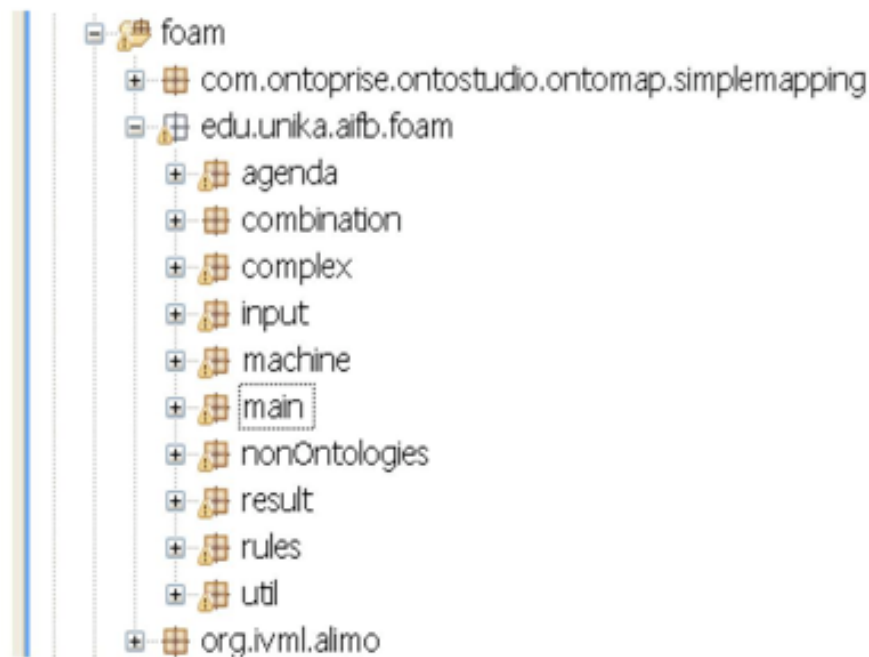 foam
com.ontoprise.ontostudio.ontomap.simplemapping
edu.unika.aifb.foam
agenda
combination
complex
input
machine
main
nonOntologies
result
rules
util
org.ivml.alimo